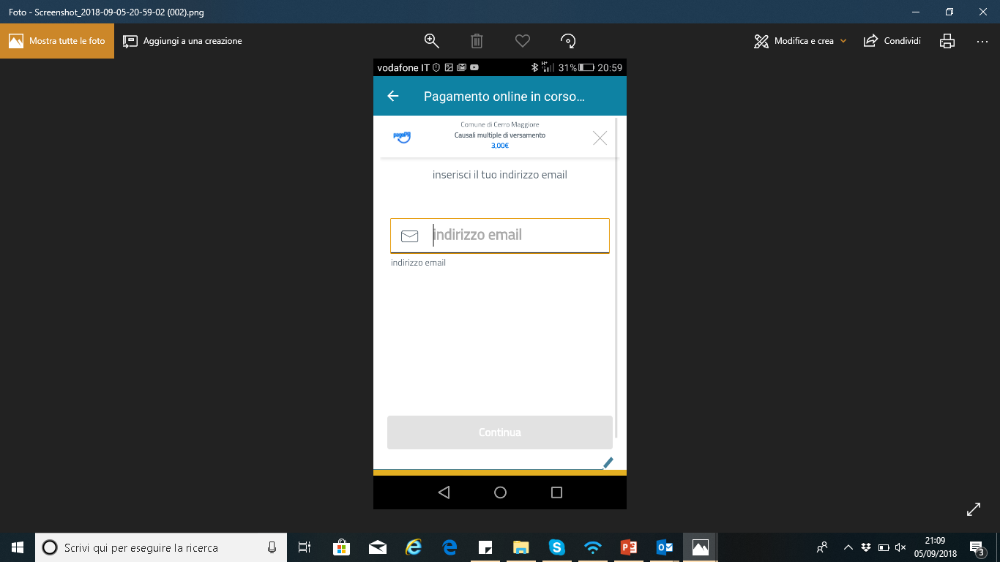 Foto - Screenshot_2018-09-05-20-59-02 (002).png
Mostra tutte le foto
Aggiungi a una creazione
Modifica e crea
Condividi
vodafone IT
H+
31%
20:59
Pagamento online in corso...
pagoPA
Comune di Cerro Maggiore
Causali multiple di versamento
3,00€
inserisci il tuo indirizzo email
indirizzo email
indirizzo email
Continua
Scrivi qui per eseguire la ricerca
21:09
05/09/2018
3